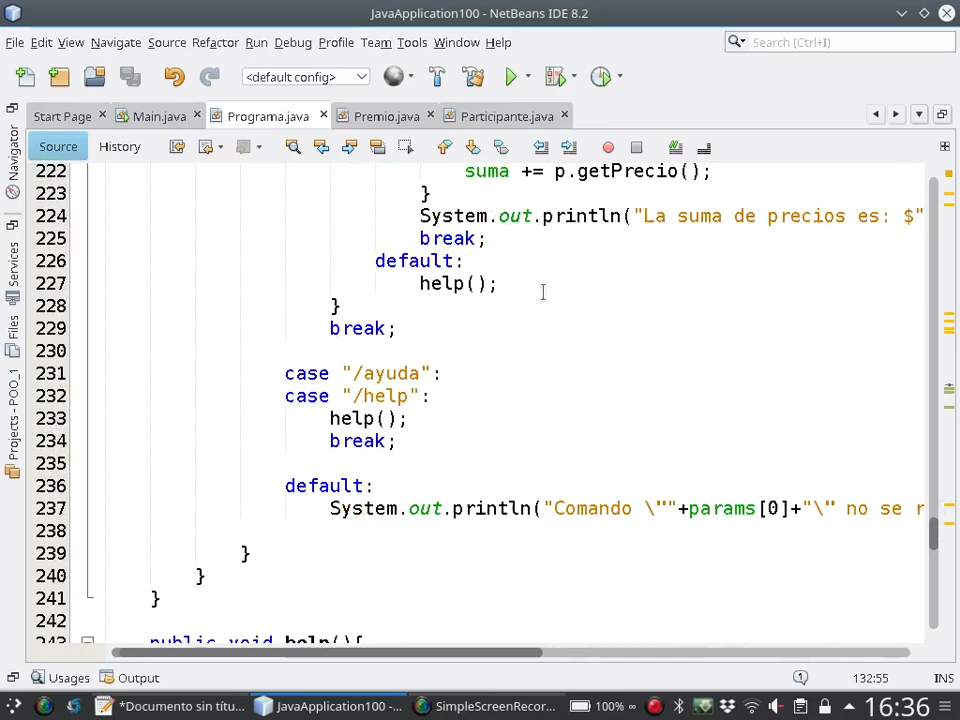 JavaApplication100 - NetBeans IDE 8.2
File Edit View Navigate Source Refactor Run Debug Profile Team Tools Window Help
Search (Ctrl+I)
<default config>
Start Page Main.java Programa.java Premio.java Participante.java
Source History
Navigator
Services
Files
Projects - POO_1
222 suma += p.getPrecio();
223 }
224 System.out.println("La suma de precios es: $"
225 break;
226 default:
227 help();
228 }
229 break;
230
231 case "/ayuda":
232 case "/help":
233 help();
234 break;
235
236 default:
237 System.out.println("Comando \""+params[0]+"\" no se r
238
239 }
240 }
241 }
242
243 public void help(){
Usages Output
1
132:55 INS
*Documento sin títu... JavaApplication100 -... SimpleScreenRecor... 100% ∞ 16:36